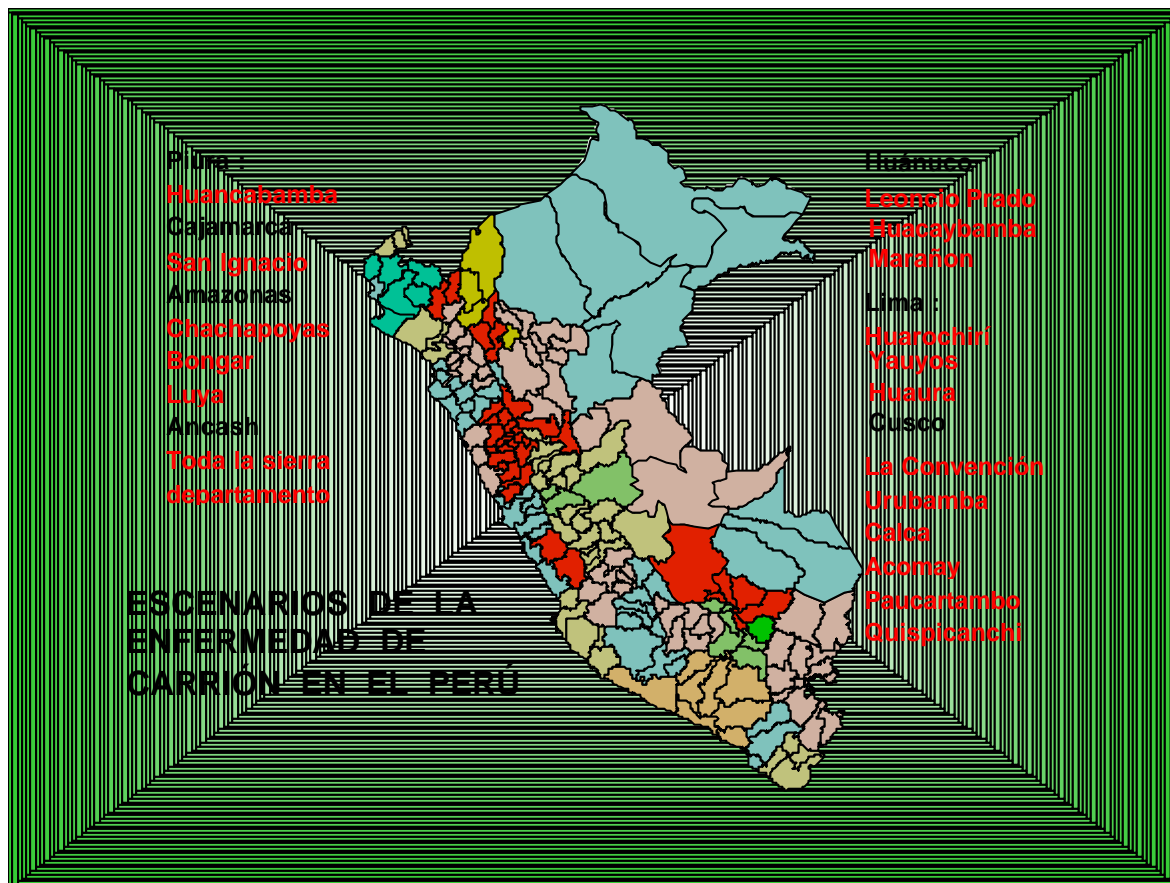 Piura :
Huancabamba
Cajamarca
San Ignacio
Amazonas
Chachapoyas
Bongar
Luya
Ancash
Toda la sierra
departamento
ESCENARIOS DE LA
ENFERMEDAD DE
CARRIÓN EN EL PERÚ
Huánuco
Leoncio Prado
Huacaybamba
Marañon
Lima :
Huarochirí
Yauyos
Huaura
Cusco
La Convención
Urubamba
Calca
Acomay
Paucartambo
Quispicanchi